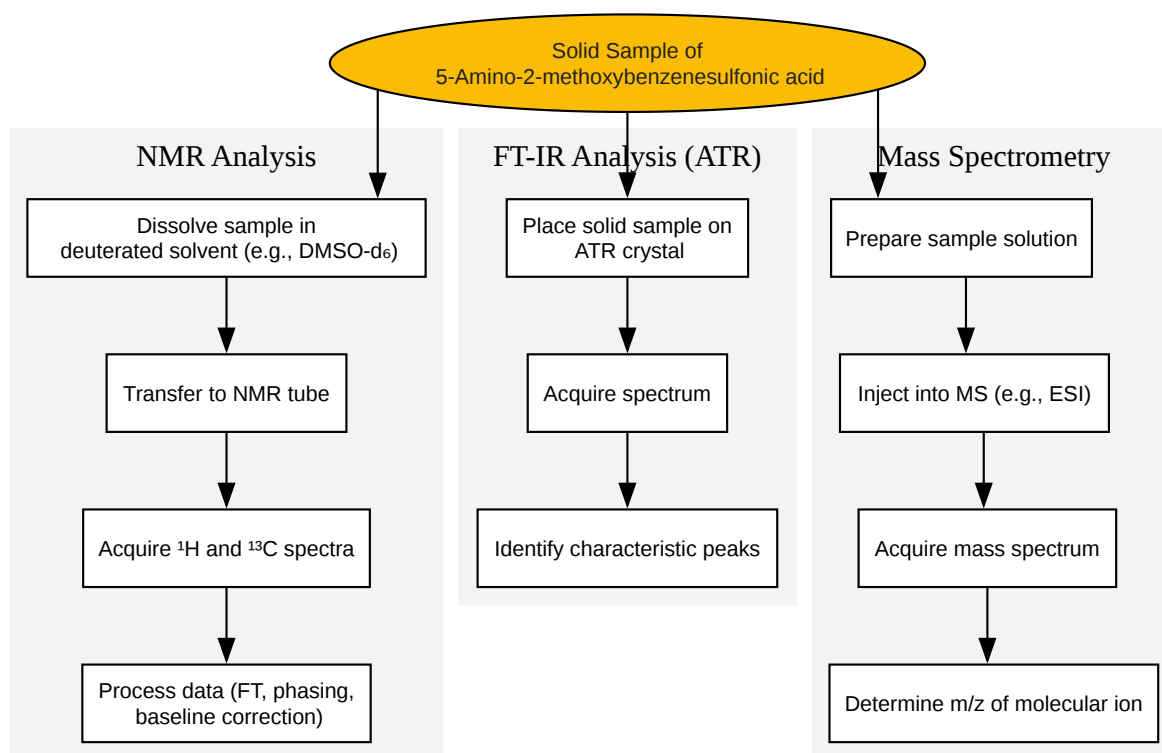 Solid Sample of
5-Amino-2-methoxybenzenesulfonic acid
NMR Analysis
Dissolve sample in
deuterated solvent (e.g., DMSO-d₆)
Transfer to NMR tube
Acquire ¹H and ¹³C spectra
Process data (FT, phasing,
baseline correction)
FT-IR Analysis (ATR)
Place solid sample on
ATR crystal
Acquire spectrum
Identify characteristic peaks
Mass Spectrometry
Prepare sample solution
Inject into MS (e.g., ESI)
Acquire mass spectrum
Determine m/z of molecular ion